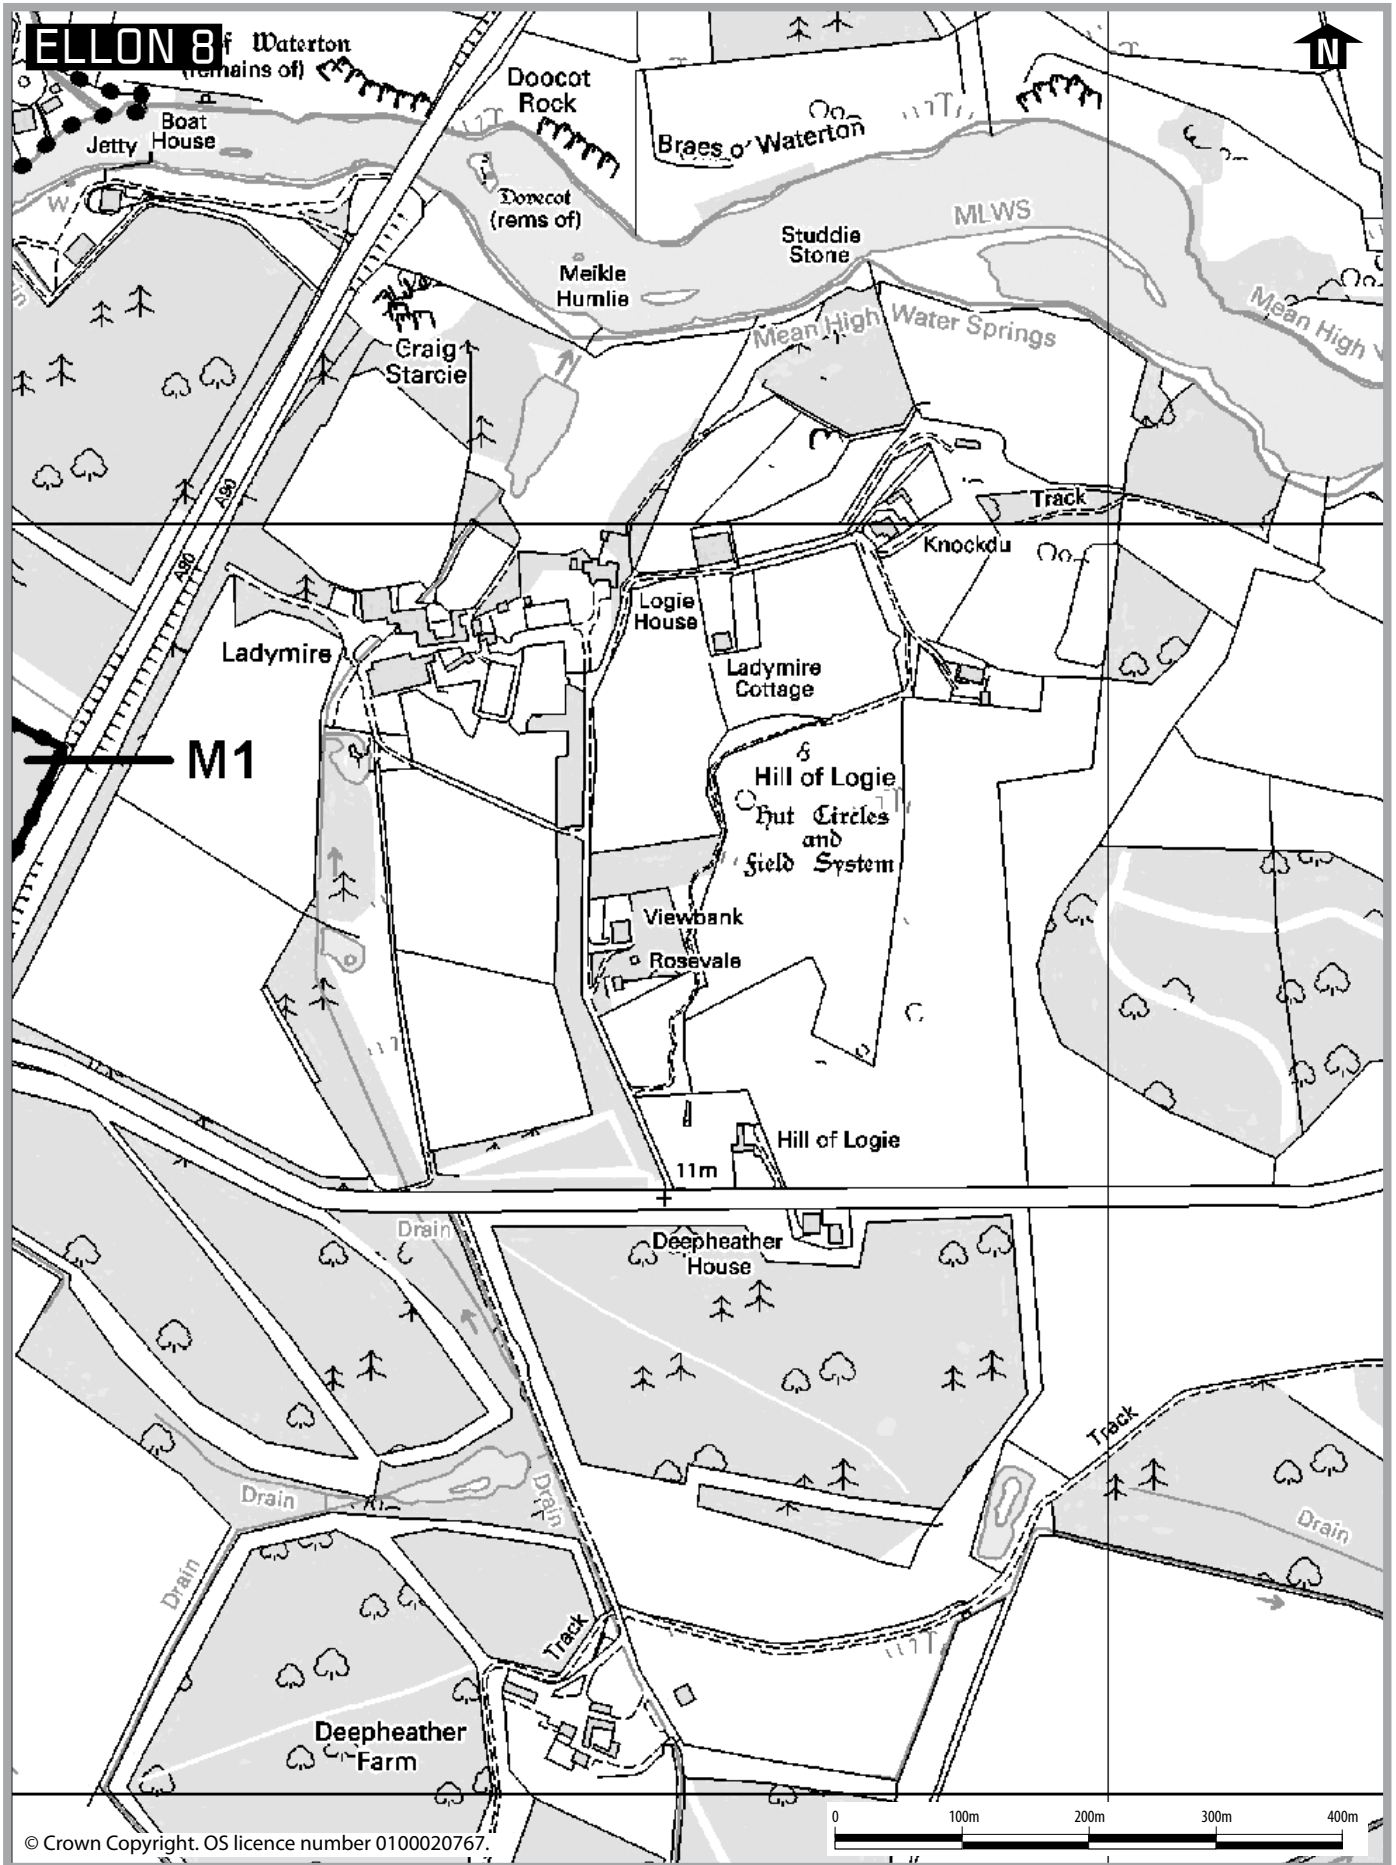 ELLON 8
f Waterton
(remains of)
N
Doocot
Rock
Boat
House
Jetty
Braes o' Waterton
W
Dovecot
(rems of)
MLWS
Studdie
Stone
Meikle
Humlie
Mean High Water Springs
Mean High
Craig
Starcie
A90
Track
Knockdu
A90
Logie
House
Ladymire
Ladymire
Cottage
M1
Hill of Logie
Hut Circles
and
Field System
Viewbank
Rosevale
Hill of Logie
11m
Drain
Deepheather
House
Track
Drain
Drain
Drain
Drain
Track
Deepheather
Farm
0 100m 200m 300m 400m
© Crown Copyright. OS licence number 0100020767.